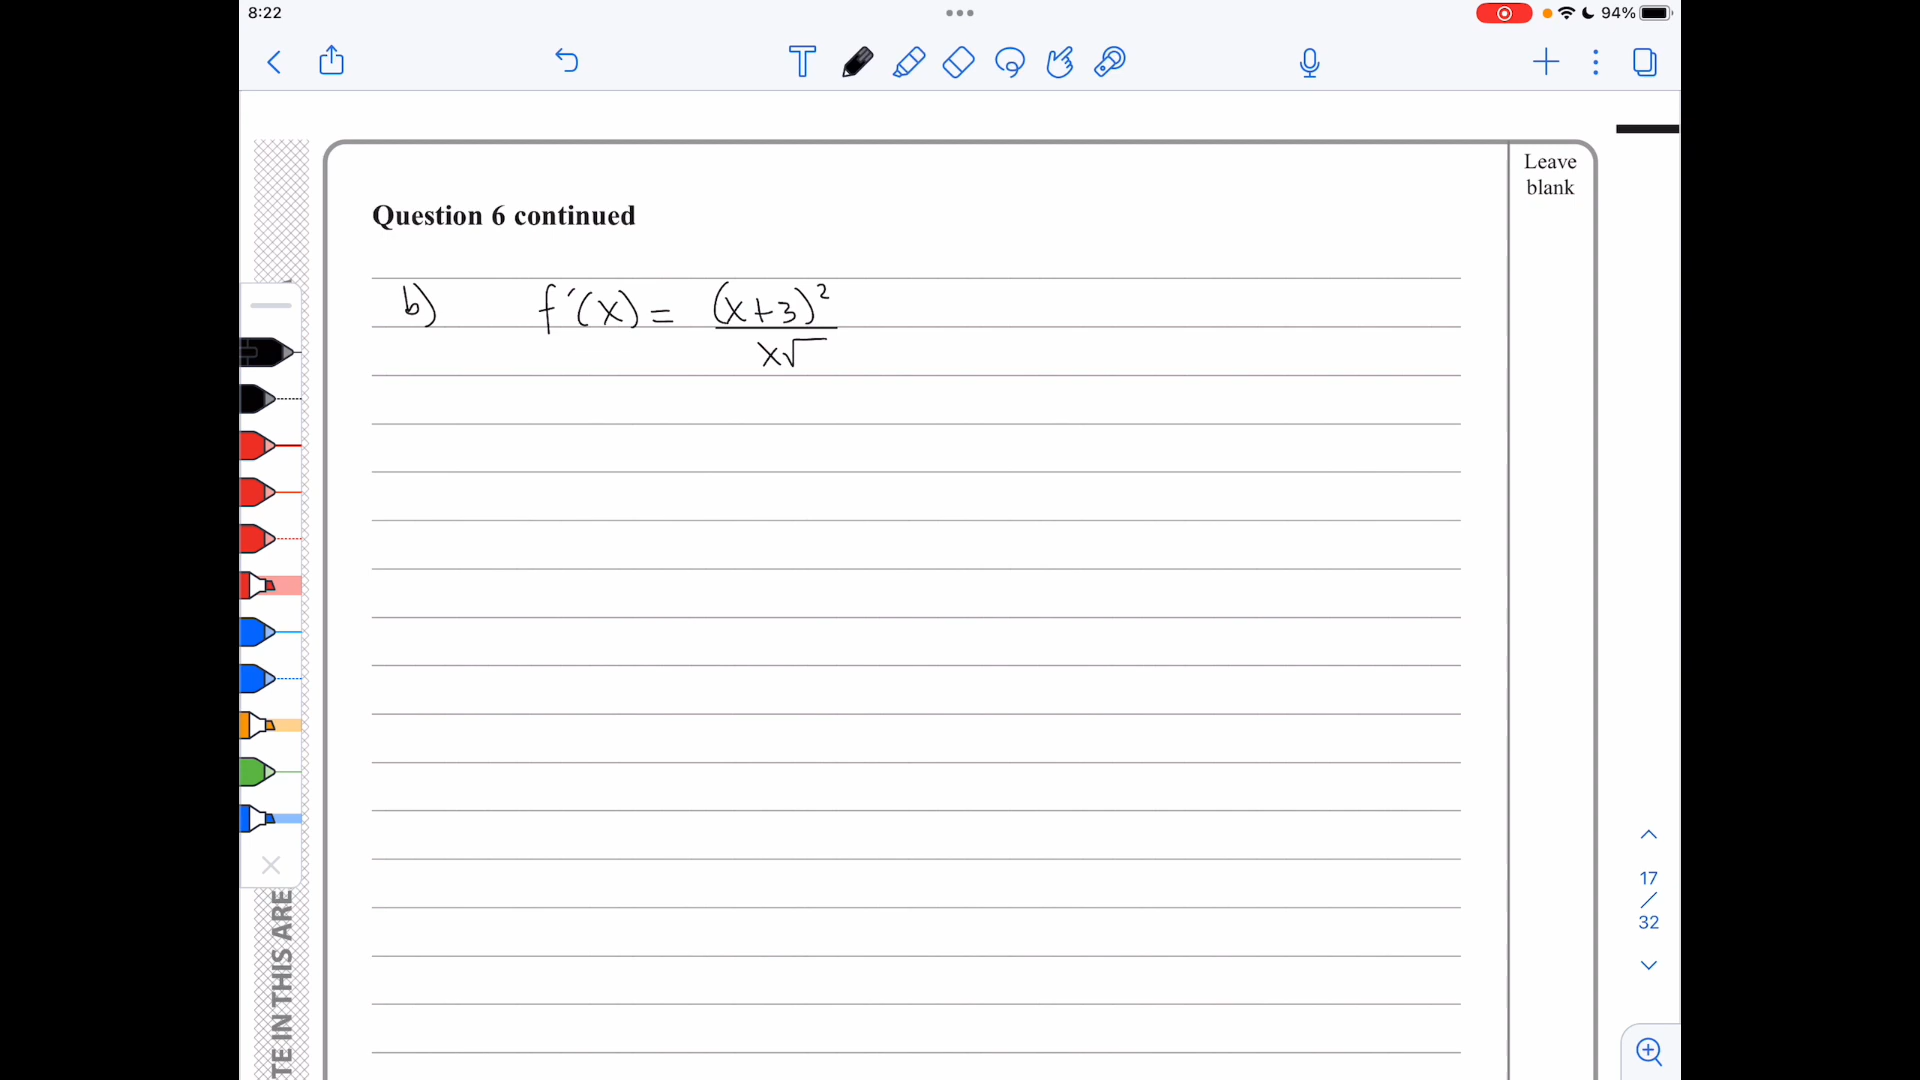 8:22
94%
T
Leave
blank
Question 6 continued
b) f'(x) = (x+3)²
x√
17
/
32
TE IN THIS ARE